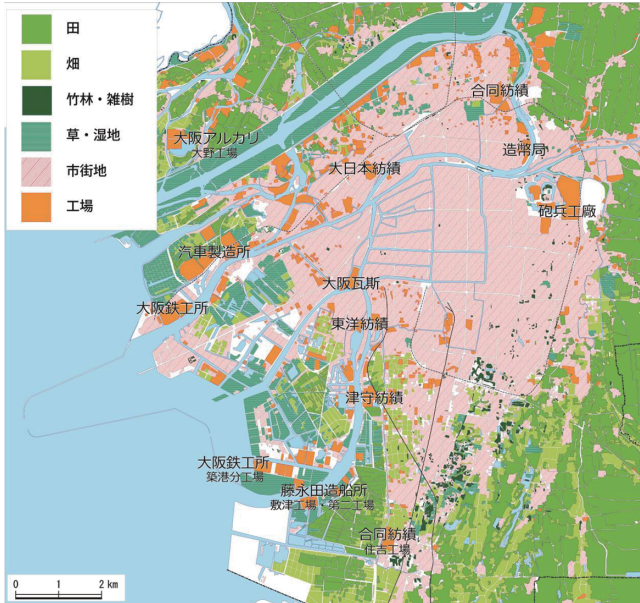 田
畑
竹林・雑樹
草・湿地
市街地
工場
合同紡績
大阪アルカリ
大野工場
造幣局
大日本紡績
砲兵工廠
汽車製造所
大阪瓦斯
大阪鉄工所
東洋紡績
津守紡績
大阪鉄工所
築港分工場
藤永田造船所
敷津工場・第二工場
合同紡績
住吉工場
0 1 2 km